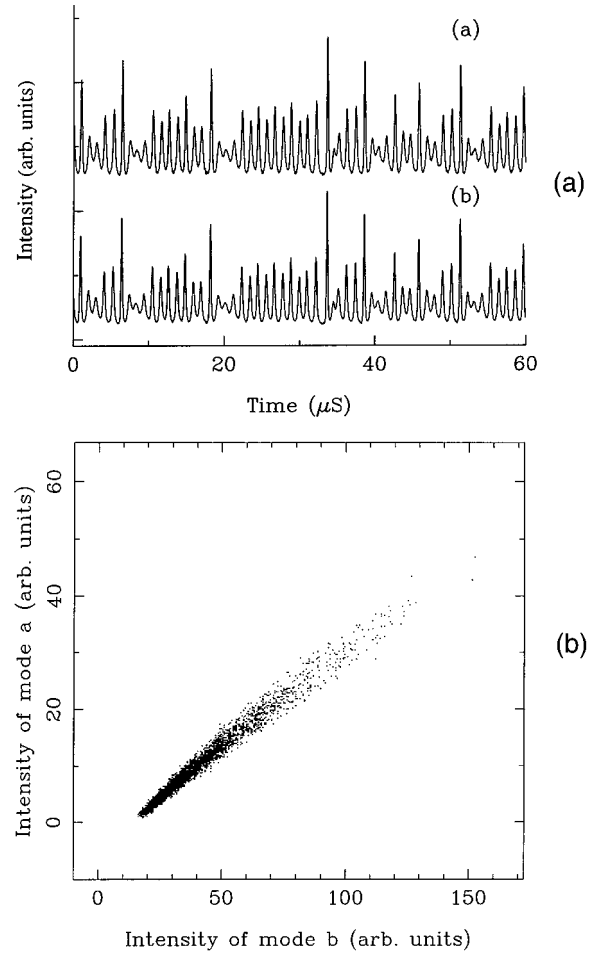 (a)
(b)
Intensity (arb. units)
(a)
0
20
40
60
Time (μS)
60
40
20
0
Intensity of mode a (arb. units)
(b)
0
50
100
150
Intensity of mode b (arb. units)